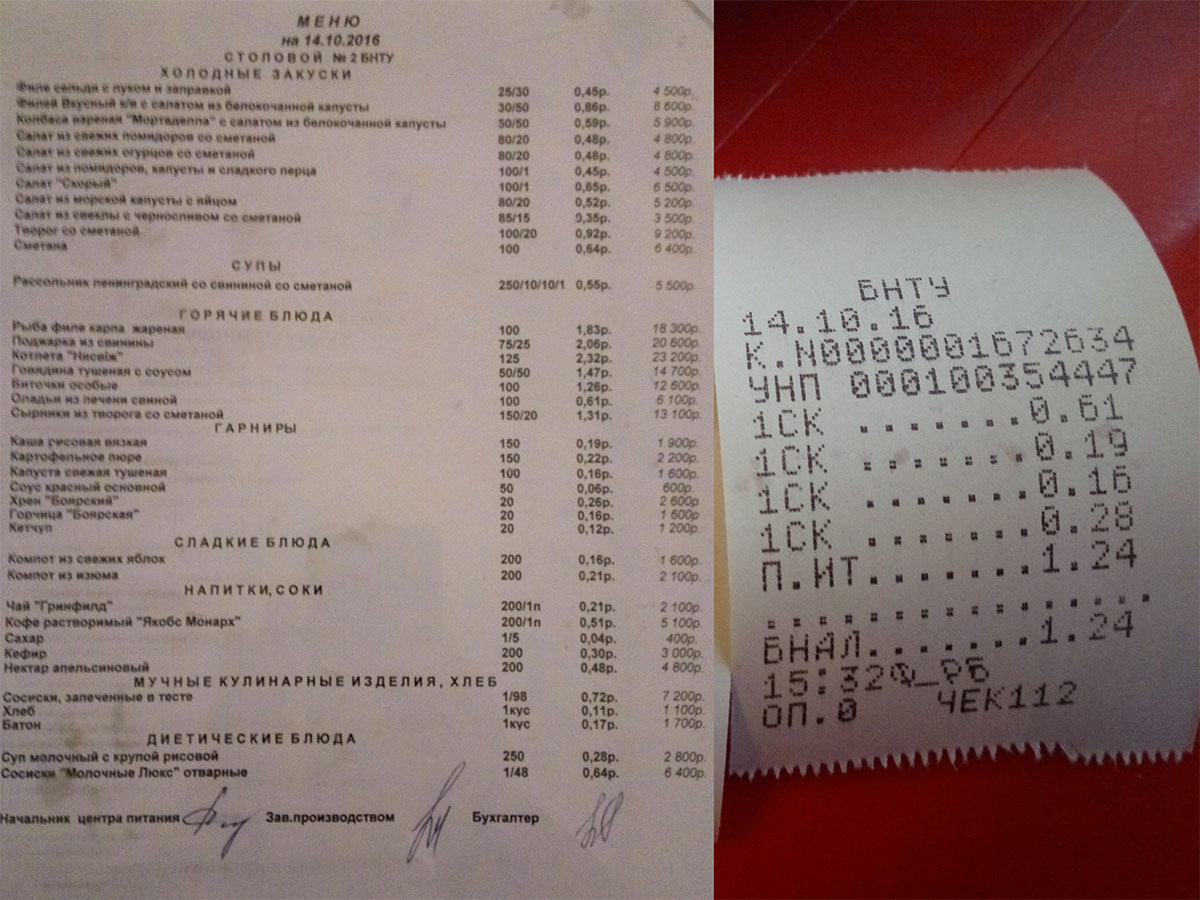 МЕНЮ
на 14.10.2016
СТОЛОВОЙ №2 БНТУ
ХОЛОДНЫЕ ЗАКУСКИ
Филе сельди с луком и заправкой 25/30 0,45р. 4 500р.
Филей Вкусный к/в с салатом из белокочанной капусты 30/50 0,86р. 8 600р.
Колбаса вареная "Мортаделла" с салатом из белокочанной капусты 50/50 0,59р. 5 900р.
Салат из свежих помидоров со сметаной 80/20 0,48р. 4 800р.
Салат из свежих огурцов со сметаной 80/20 0,48р. 4 800р.
Салат из помидоров, капусты и сладкого перца 100/1 0,45р. 4 500р.
Салат "Скорый" 100/1 0,65р. 6 500р.
Салат из морской капусты с яйцом 80/20 0,52р. 5 200р.
Салат из свеклы с черносливом со сметаной 85/15 0,35р. 3 500р.
Творог со сметаной 100/20 0,92р. 9 200р.
Сметана 100 0,64р. 6 400р.
СУПЫ
Рассольник ленинградский со свининой со сметаной 250/10/10/1 0,55р. 5 500р.
ГОРЯЧИЕ БЛЮДА
Рыба филе карпа жареная 100 1,83р. 18 300р.
Поджарка из свинины 75/25 2,06р. 20 600р.
Котлета "Нисвіж" 125 2,32р. 23 200р.
Говядина тушеная с соусом 50/50 1,47р. 14 700р.
Биточки особые 100 1,26р. 12 600р.
Оладьи из печени свиной 100 0,61р. 6 100р.
Сырники из творога со сметаной 150/20 1,31р. 13 100р.
ГАРНИРЫ
Каша рисовая вязкая 150 0,19р. 1 900р.
Картофельное пюре 150 0,22р. 2 200р.
Капуста свежая тушеная 100 0,16р. 1 600р.
Соус красный основной 50 0,06р. 600р.
Хрен "Боярский" 20 0,26р. 2 600р
Горчица "Боярская" 20 0,16р. 1 600р
Кетчуп 20 0,12р. 1 200р.
СЛАДКИЕ БЛЮДА
Компот из свежих яблок 200 0,16р. 1 600р.
Компот из изюма 200 0,21р. 2 100р.
НАПИТКИ, СОКИ
Чай "Гринфилд" 200/1п 0,21р. 2 100р.
Кофе растворимый "Якобс Монарх" 200/1п 0,51р. 5 100р.
Сахар 1/5 0,04р. 400р.
Кефир 200 0,30р. 3 000р.
Нектар апельсиновый 200 0,48р. 4 800р.
МУЧНЫЕ КУЛИНАРНЫЕ ИЗДЕЛИЯ, ХЛЕБ
Сосиски, запеченные в тесте 1/98 0,72р. 7 200р.
Хлеб 1кус 0,11р. 1 100р.
Батон 1кус 0,17р. 1 700р.
ДИЕТИЧЕСКИЕ БЛЮДА
Суп молочный с крупой рисовой 250 0,28р. 2 800р.
Сосиски "Молочные Люкс" отварные 1/48 0,64р. 6 400р.
Начальник центра питания Зав.производством Бухгалтер
БНТУ
14.10.16
К.N0000001672634
УНП 000100354447
1СК .......0.61
1СК .......0.19
1СК .......0.16
1СК .......0.28
П.ИТ.......1.24
...............
БНАЛ.......1.24
15:32
ОП.0 ЧЕК112